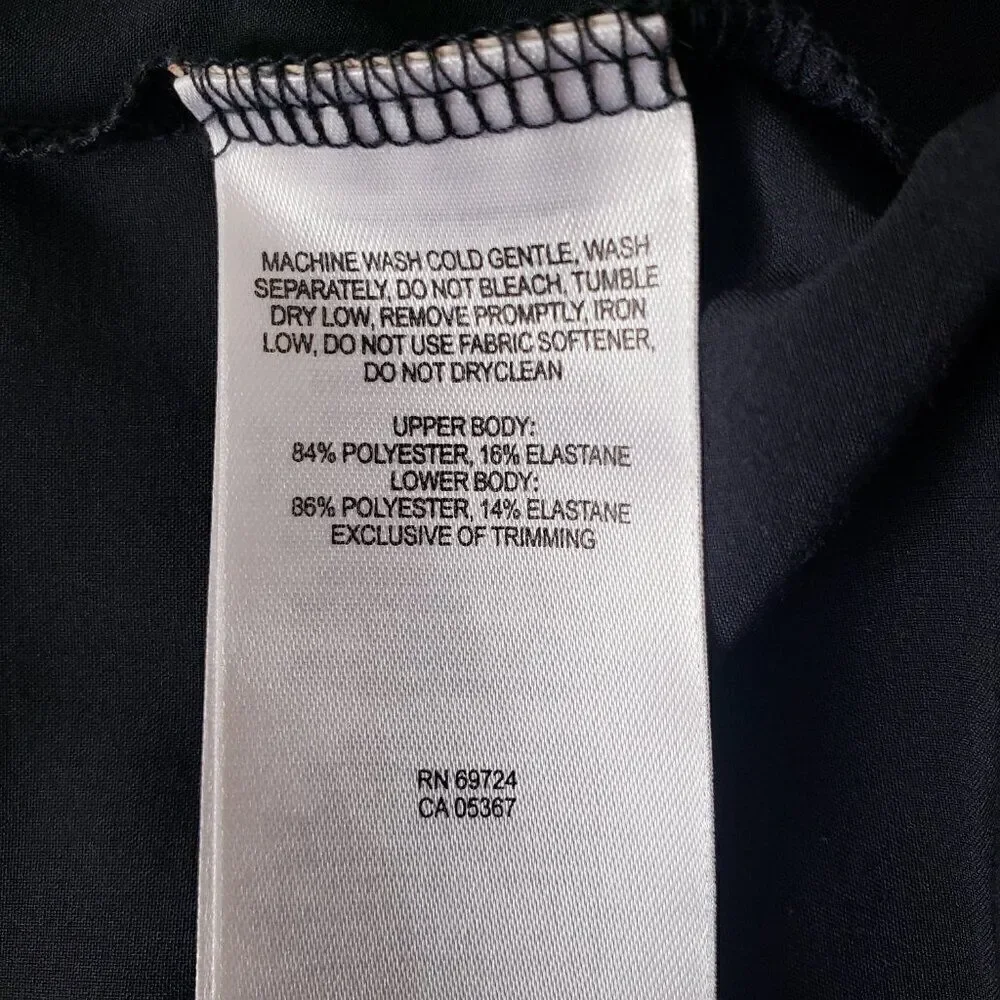 MACHINE WASH COLD GENTLE, WASH
SEPARATELY, DO NOT BLEACH, TUMBLE
DRY LOW, REMOVE PROMPTLY, IRON
LOW, DO NOT USE FABRIC SOFTENER,
DO NOT DRYCLEAN
UPPER BODY:
84% POLYESTER, 16% ELASTANE
LOWER BODY:
86% POLYESTER, 14% ELASTANE
EXCLUSIVE OF TRIMMING
RN 69724
CA 05367